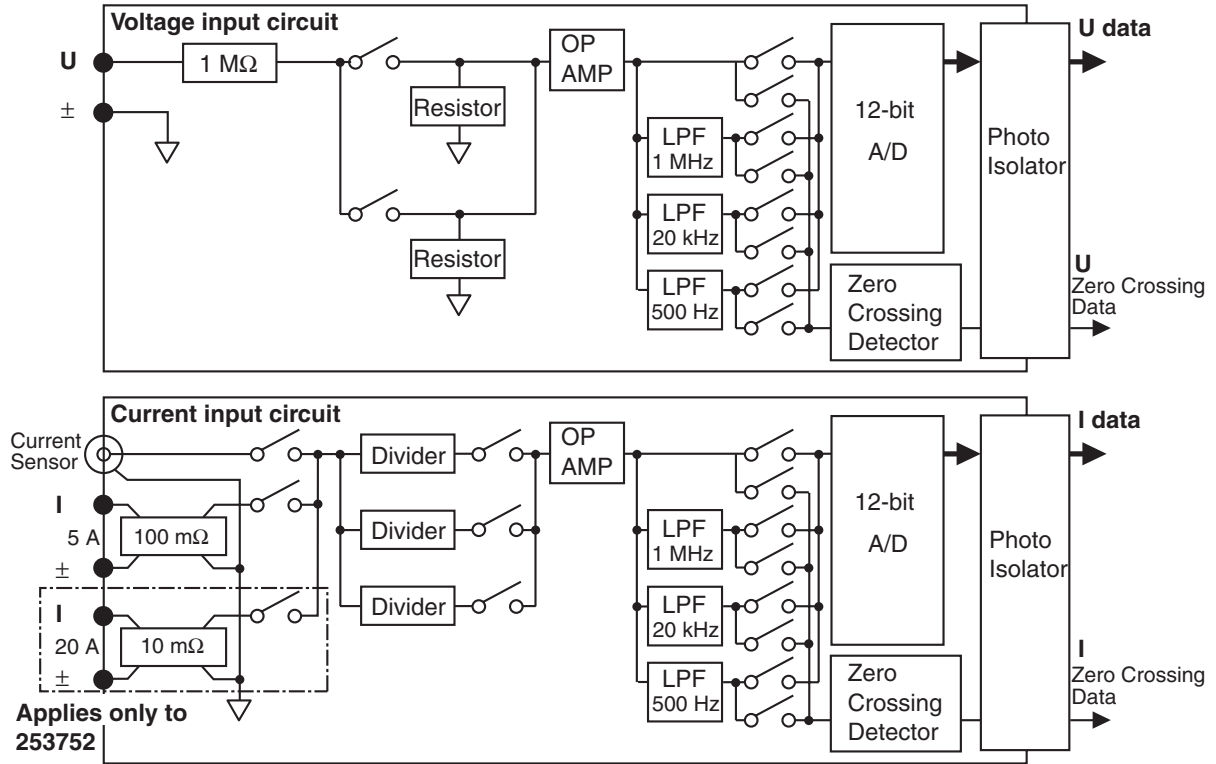 Voltage input circuit
U
1 MΩ
±
Resistor
Resistor
OP
AMP
LPF
1 MHz
LPF
20 kHz
LPF
500 Hz
12-bit
A/D
Zero
Crossing
Detector
Photo
Isolator
U data
U
Zero Crossing
Data
Current input circuit
Current
Sensor
I
5 A
±
100 mΩ
I
20 A
±
10 mΩ
Applies only to
253752
Divider
Divider
Divider
OP
AMP
LPF
1 MHz
LPF
20 kHz
LPF
500 Hz
12-bit
A/D
Zero
Crossing
Detector
Photo
Isolator
I data
I
Zero Crossing
Data